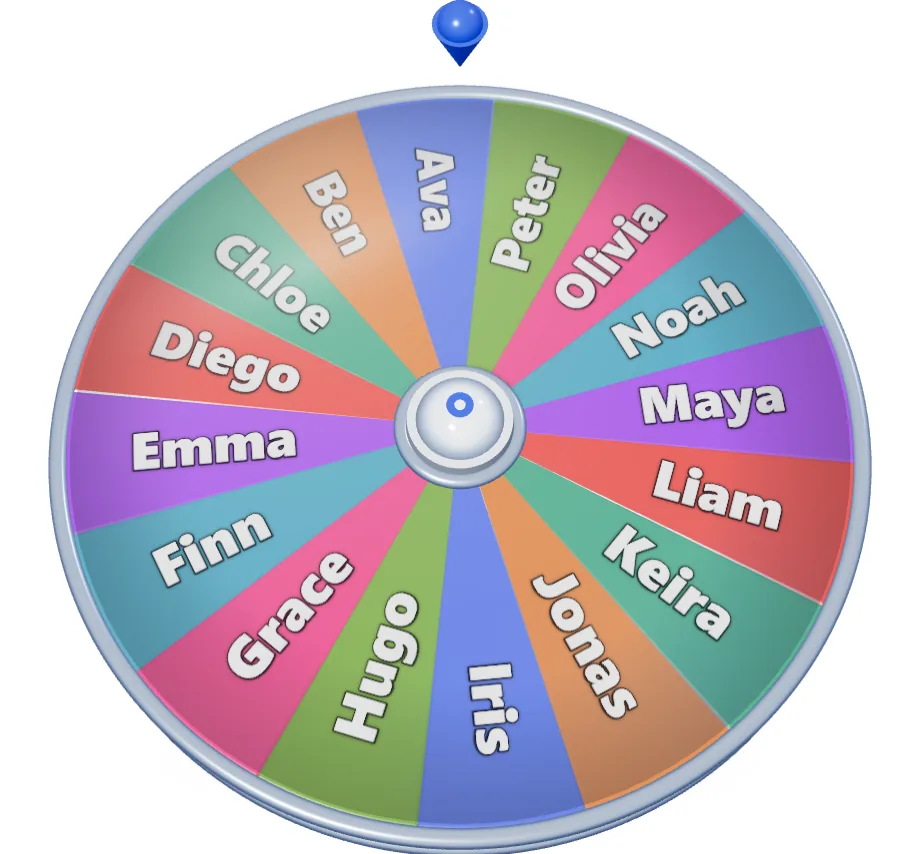 Ava
Peter
Olivia
Noah
Maya
Liam
Keira
Jonas
Iris
Hugo
Grace
Finn
Emma
Diego
Chloe
Ben